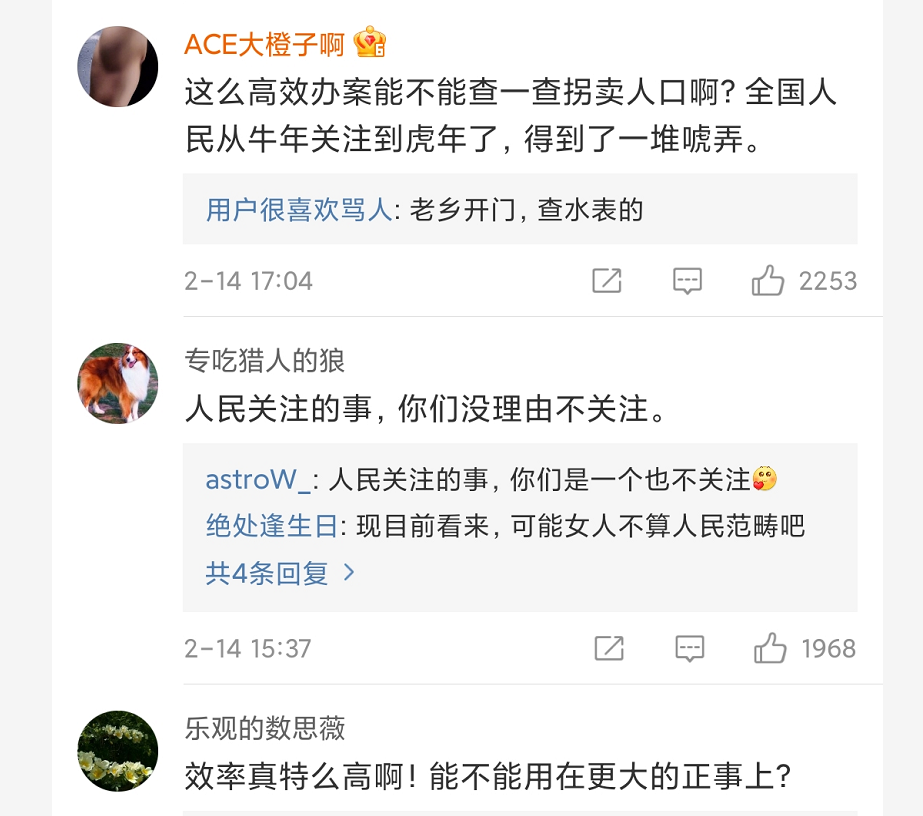 ACE大橙子啊
这么高效办案能不能查一查拐卖人口啊？全国人
民从牛年关注到虎年了，得到了一堆唬弄。
用户很喜欢骂人: 老乡开门，查水表的
2-14 17:04
2253
专吃猎人的狼
人民关注的事，你们没理由不关注。
astroW_: 人民关注的事，你们是一个也不关注
绝处逢生日: 现目前看来，可能女人不算人民范畴吧
共4条回复 >
2-14 15:37
1968
乐观的数思薇
效率真特么高啊！能不能用在更大的正事上？